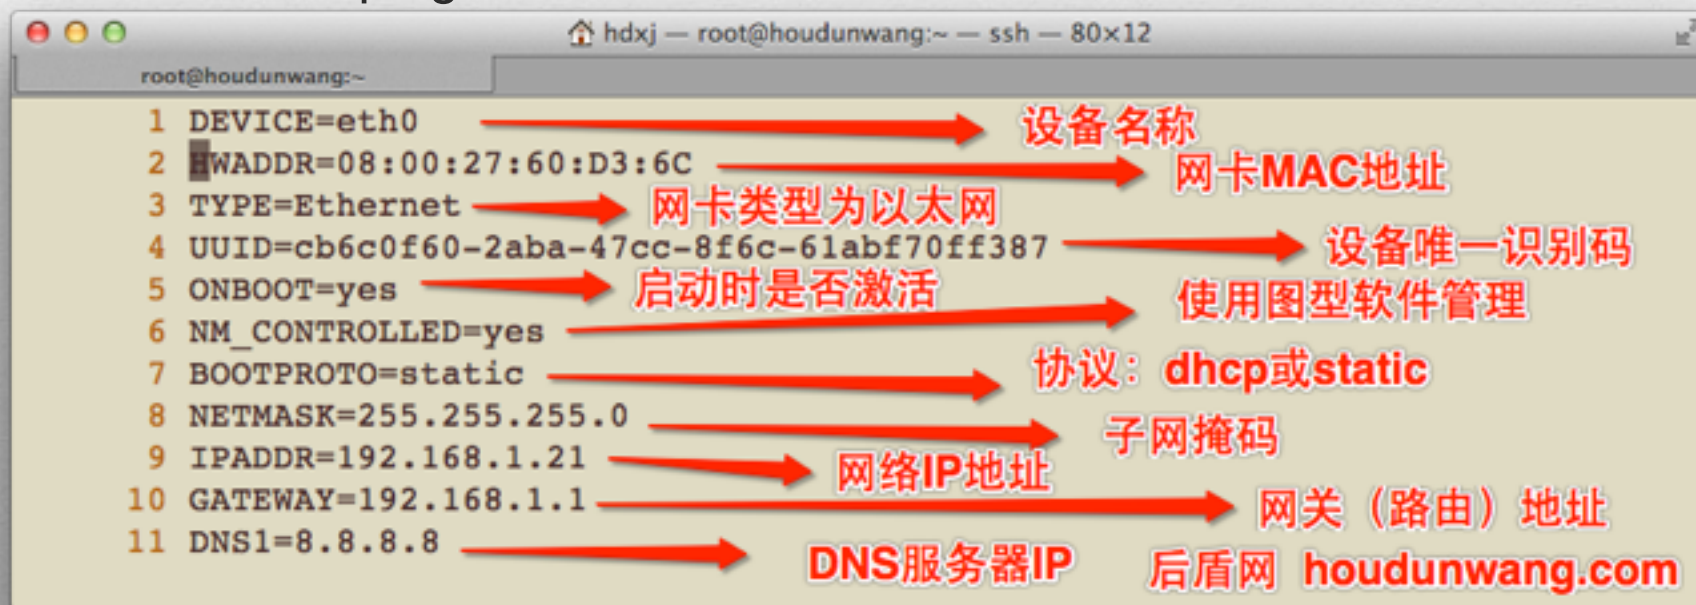 hdxj — root@houdunwang:~ — ssh — 80×12
root@houdunwang:~
1 DEVICE=eth0 设备名称
2 HWADDR=08:00:27:60:D3:6C 网卡MAC地址
3 TYPE=Ethernet 网卡类型为以太网
4 UUID=cb6c0f60-2aba-47cc-8f6c-61abf70ff387 设备唯一识别码
5 ONBOOT=yes 启动时是否激活
6 NM_CONTROLLED=yes 使用图型软件管理
7 BOOTPROTO=static 协议：dhcp或static
8 NETMASK=255.255.255.0 子网掩码
9 IPADDR=192.168.1.21 网络IP地址
10 GATEWAY=192.168.1.1 网关（路由）地址
11 DNS1=8.8.8.8 DNS服务器IP 后盾网 houdunwang.com